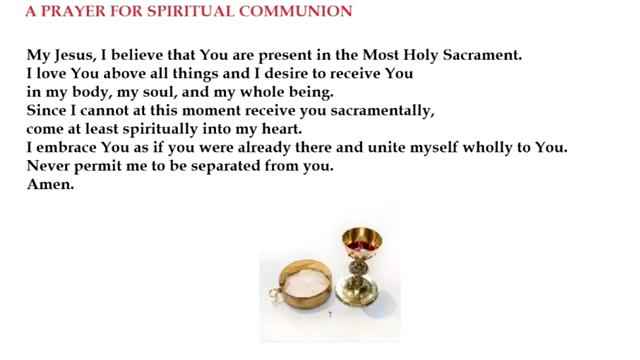 A PRAYER FOR SPIRITUAL COMMUNION
My Jesus, I believe that You are present in the Most Holy Sacrament.
I love You above all things and I desire to receive You
in my body, my soul, and my whole being.
Since I cannot at this moment receive you sacramentally,
come at least spiritually into my heart.
I embrace You as if you were already there and unite myself wholly to You.
Never permit me to be separated from you.
Amen.